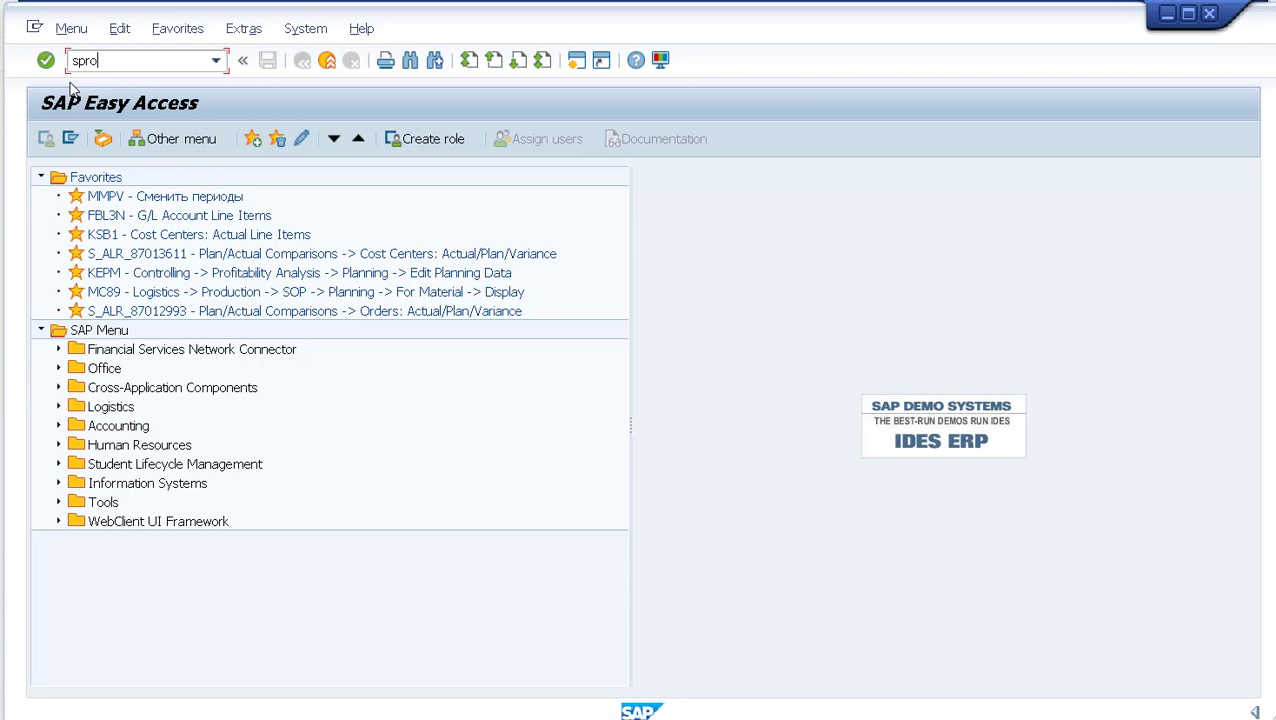 Menu Edit Favorites Extras System Help
spro
SAP Easy Access
Other menu Create role Assign users Documentation
Favorites
MMPV - Сменить периоды
FBL3N - G/L Account Line Items
KSB1 - Cost Centers: Actual Line Items
S_ALR_87013611 - Plan/Actual Comparisons -> Cost Centers: Actual/Plan/Variance
KEPM - Controlling -> Profitability Analysis -> Planning -> Edit Planning Data
MC89 - Logistics -> Production -> SOP -> Planning -> For Material -> Display
S_ALR_87012993 - Plan/Actual Comparisons -> Orders: Actual/Plan/Variance
SAP Menu
Financial Services Network Connector
Office
Cross-Application Components
Logistics
Accounting
Human Resources
Student Lifecycle Management
Information Systems
Tools
WebClient UI Framework
SAP DEMO SYSTEMS
THE BEST-RUN DEMOS RUN IDES
IDES ERP
SAP